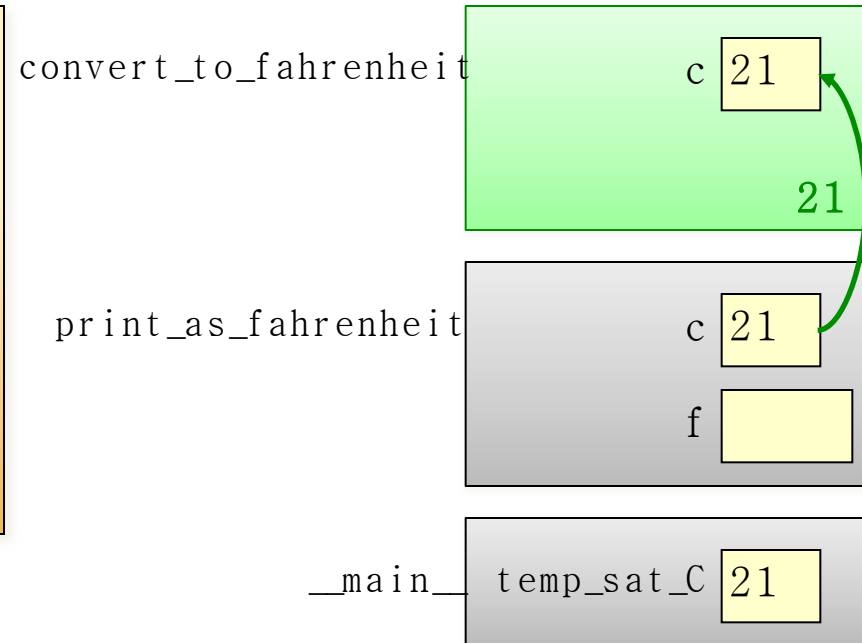 convert_to_fahrenheit c 21
21
print_as_fahrenheit c 21
f
__main__ temp_sat_C 21